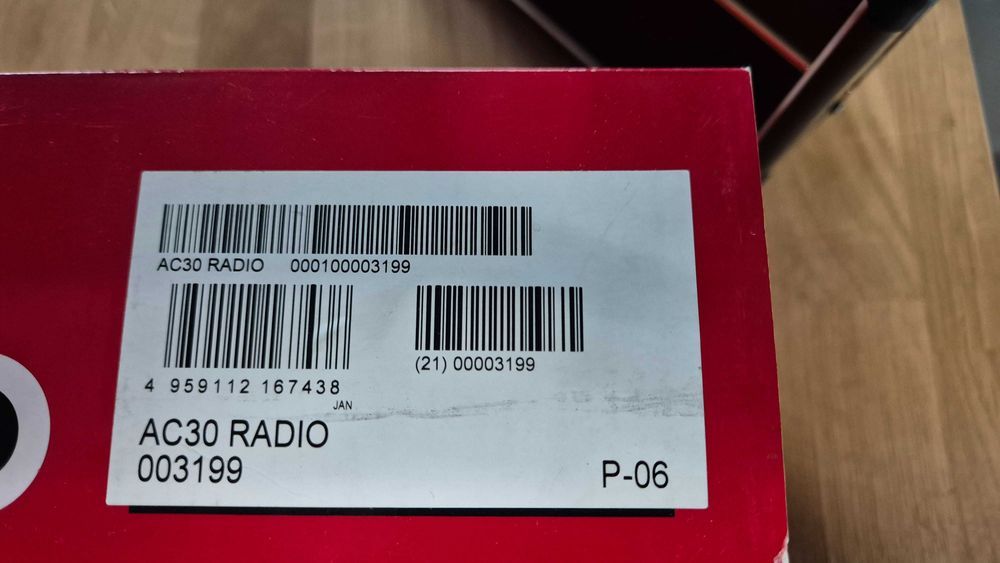 AC30 RADIO 000100003199
4 959112 167438
JAN
(21) 00003199
AC30 RADIO
003199
P-06